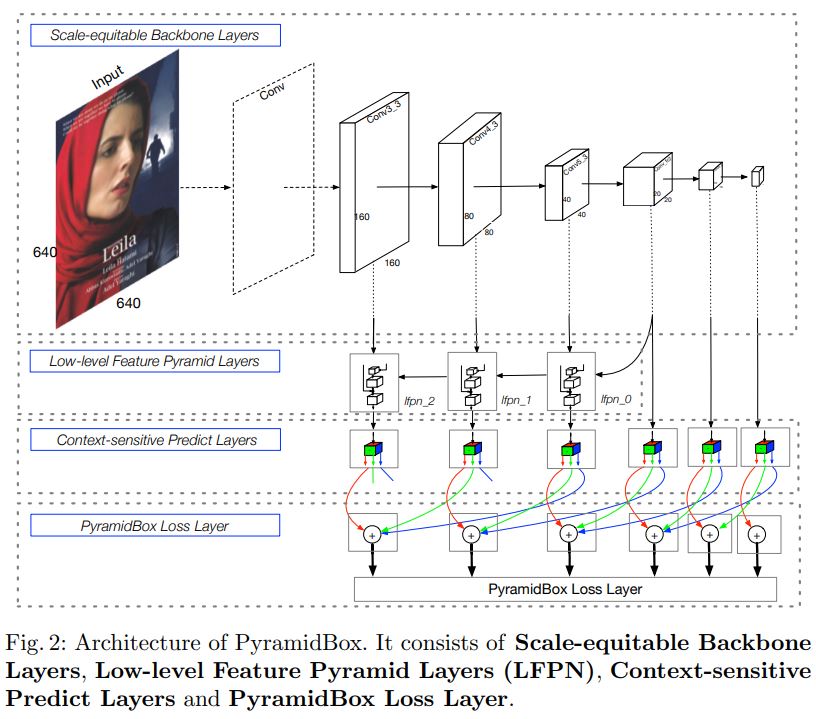 Scale-equitable Backbone Layers
Input
Conv
Conv3_3
Conv4_3
Conv5_3
Leila
Leila Hatami
640
640
160
160
80
80
40
40
20
20
Low-level Feature Pyramid Layers
lfpn_2
lfpn_1
lfpn_0
Context-sensitive Predict Layers
PyramidBox Loss Layer
+
+
+
+
+
+
PyramidBox Loss Layer
Fig. 2: Architecture of PyramidBox. It consists of Scale-equitable Backbone
Layers, Low-level Feature Pyramid Layers (LFPN), Context-sensitive
Predict Layers and PyramidBox Loss Layer.